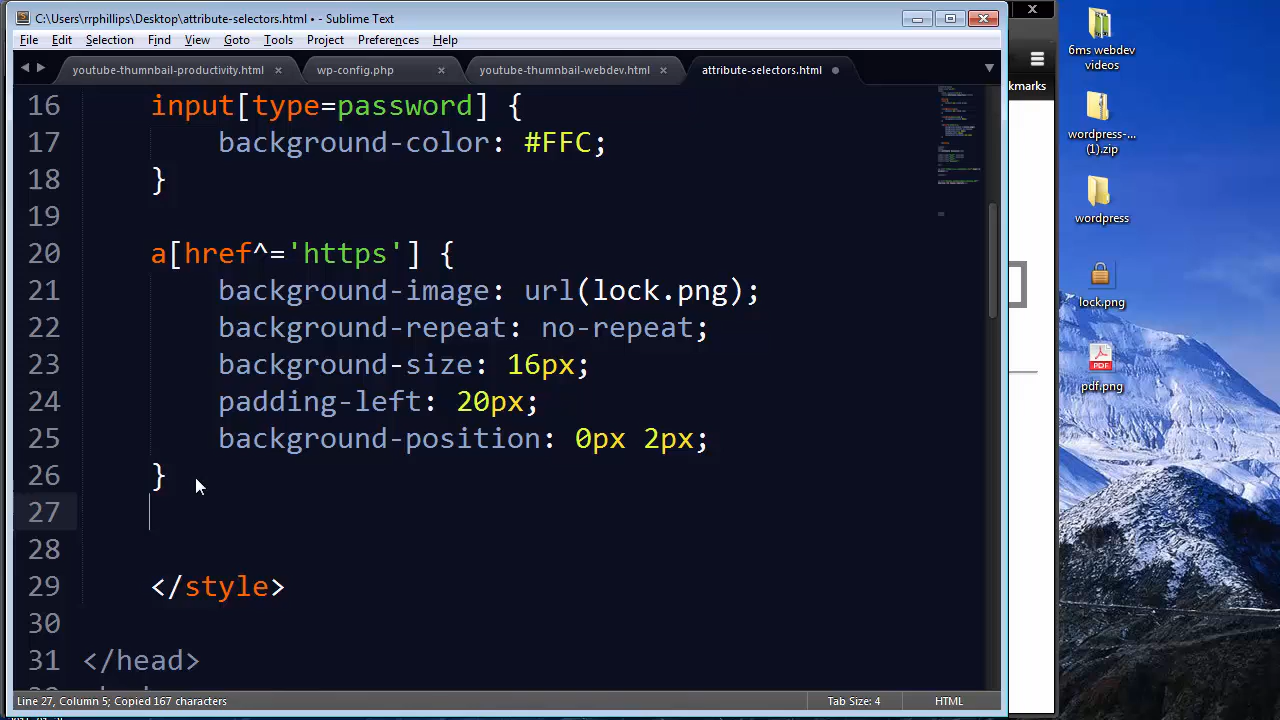 C:\Users\rrphillips\Desktop\attribute-selectors.html • - Sublime Text
File Edit Selection Find View Goto Tools Project Preferences Help
youtube-thumnbail-productivity.html wp-config.php youtube-thumnbail-webdev.html attribute-selectors.html
16 input[type=password] {
17 background-color: #FFC;
18 }
19
20 a[href^='https'] {
21 background-image: url(lock.png);
22 background-repeat: no-repeat;
23 background-size: 16px;
24 padding-left: 20px;
25 background-position: 0px 2px;
26 }
27
28
29 </style>
30
31 </head>
Line 27, Column 5; Copied 167 characters
Tab Size: 4
HTML
kmarks
6ms webdev
videos
wordpress-...
(1).zip
wordpress
lock.png
PDF
pdf.png